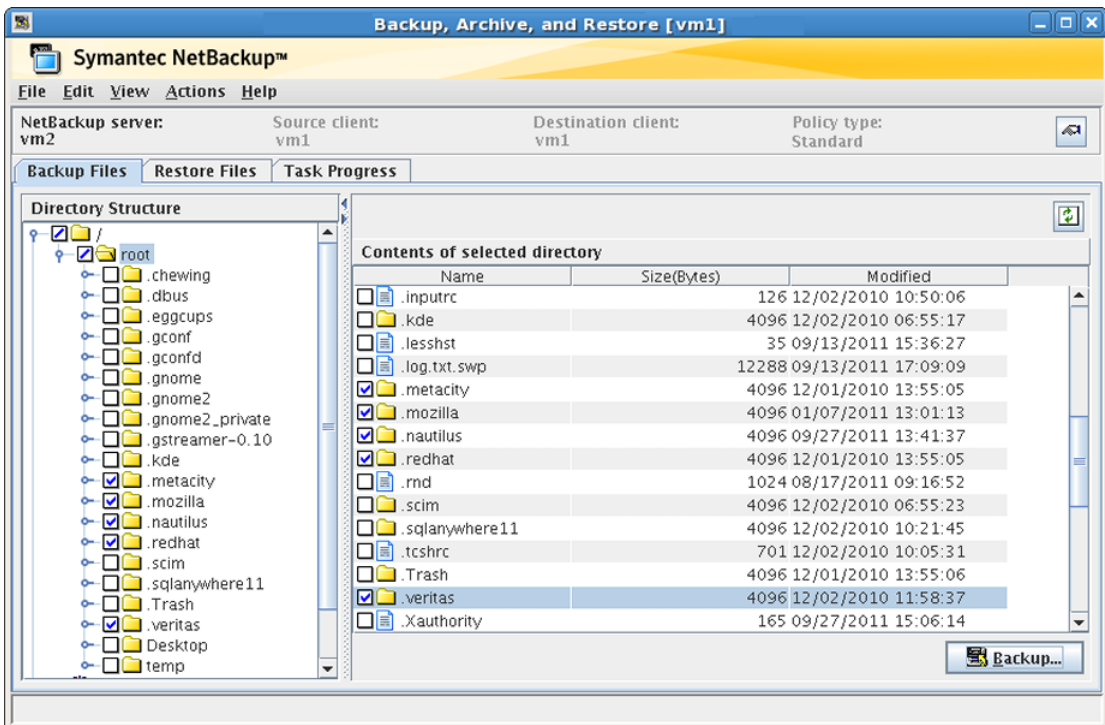 Backup, Archive, and Restore [vm1]
Symantec NetBackup™
File Edit View Actions Help
NetBackup server: Source client: Destination client: Policy type:
vm2 vm1 vm1 Standard
Backup Files Restore Files Task Progress
Directory Structure
/
root
.chewing
.dbus
.eggcups
.gconf
.gconfd
.gnome
.gnome2
.gnome2_private
.gstreamer-0.10
.kde
.metacity
.mozilla
.nautilus
.redhat
.scim
.sqlanywhere11
.Trash
.veritas
Desktop
temp
Contents of selected directory
Name Size(Bytes) Modified
.inputrc 126 12/02/2010 10:50:06
.kde 4096 12/02/2010 06:55:17
.lesshst 35 09/13/2011 15:36:27
.log.txt.swp 12288 09/13/2011 17:09:09
.metacity 4096 12/01/2010 13:55:05
.mozilla 4096 01/07/2011 13:01:13
.nautilus 4096 09/27/2011 13:41:37
.redhat 4096 12/01/2010 13:55:05
.rnd 1024 08/17/2011 09:16:52
.scim 4096 12/02/2010 06:55:23
.sqlanywhere11 4096 12/02/2010 10:21:45
.tcshrc 701 12/02/2010 10:05:31
.Trash 4096 12/01/2010 13:55:06
.veritas 4096 12/02/2010 11:58:37
.Xauthority 165 09/27/2011 15:06:14
Backup...